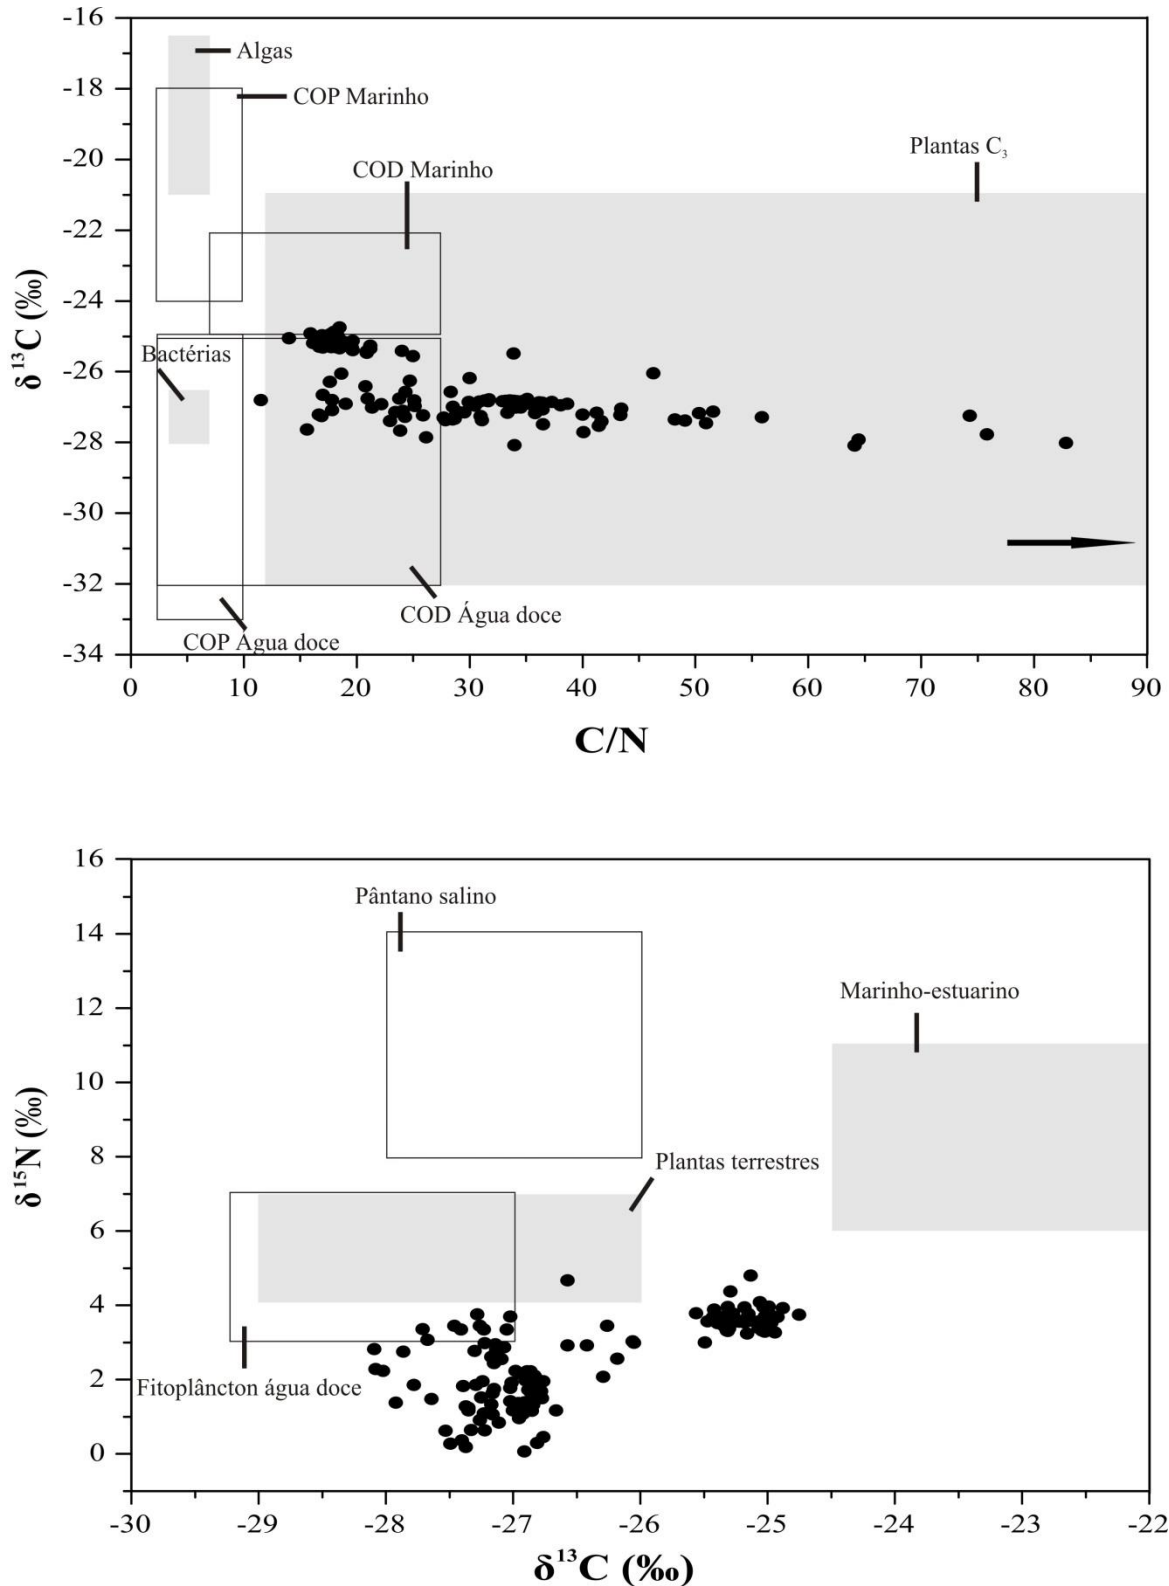 -16
-18
-20
-22
-24
-26
-28
-30
-32
-34
δ¹³C (‰)
Algas
COP Marinho
COD Marinho
Plantas C₃
Bactérias
COD Água doce
COP Água doce
0 10 20 30 40 50 60 70 80 90
C/N
16
14
12
10
8
6
4
2
0
δ¹⁵N (‰)
Pântano salino
Marinho-estuarino
Plantas terrestres
Fitoplâncton água doce
-30 -29 -28 -27 -26 -25 -24 -23 -22
δ¹³C (‰)